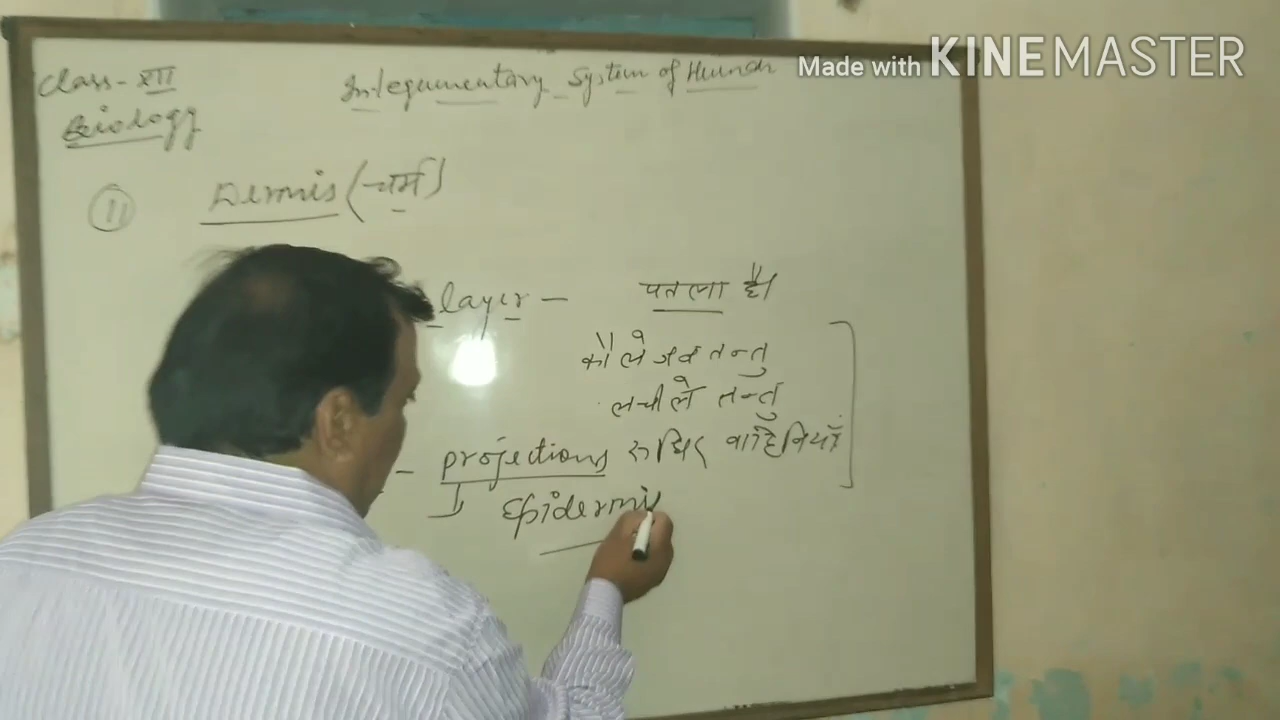 Made with KINEMASTER
Class - XII
Integumentary System of Human
Biology
11 Dermis (चर्म)
layer - पतला है।
कौलेजन तन्तु
लचीले तन्तु
- projections रुधिर वाहिनियाँ
Epidermis